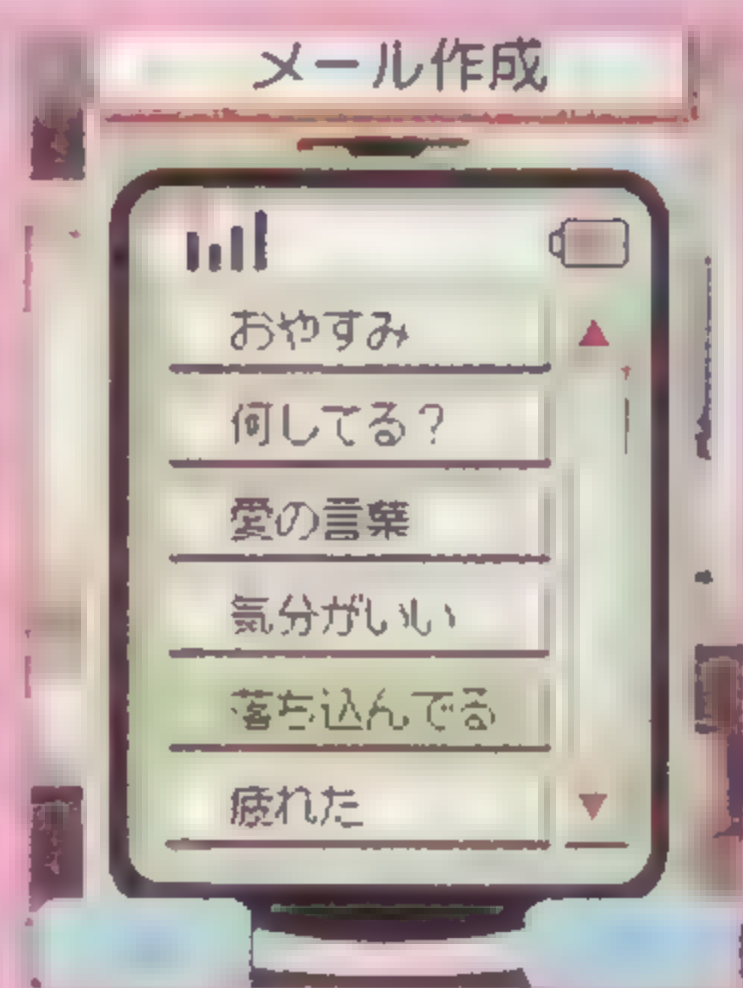 メール作成
おやすみ
何してる？
愛の言葉
気分がいい
落ち込んでる
疲れた